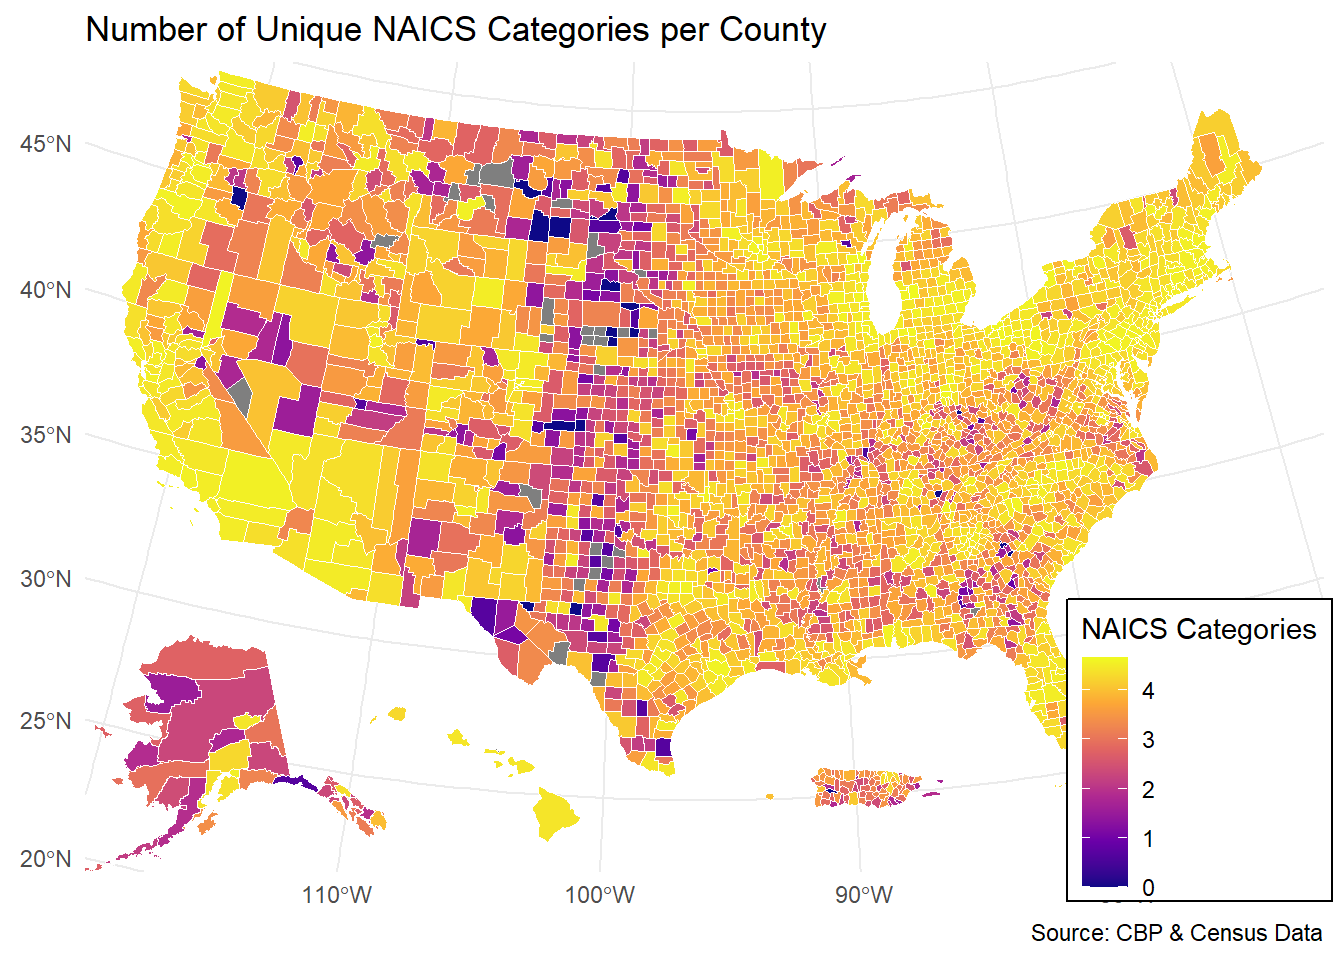 Number of Unique NAICS Categories per County
45°N
40°N
35°N
30°N
25°N
20°N
110°W
100°W
90°W
NAICS Categories
4
3
2
1
0
Source: CBP & Census Data